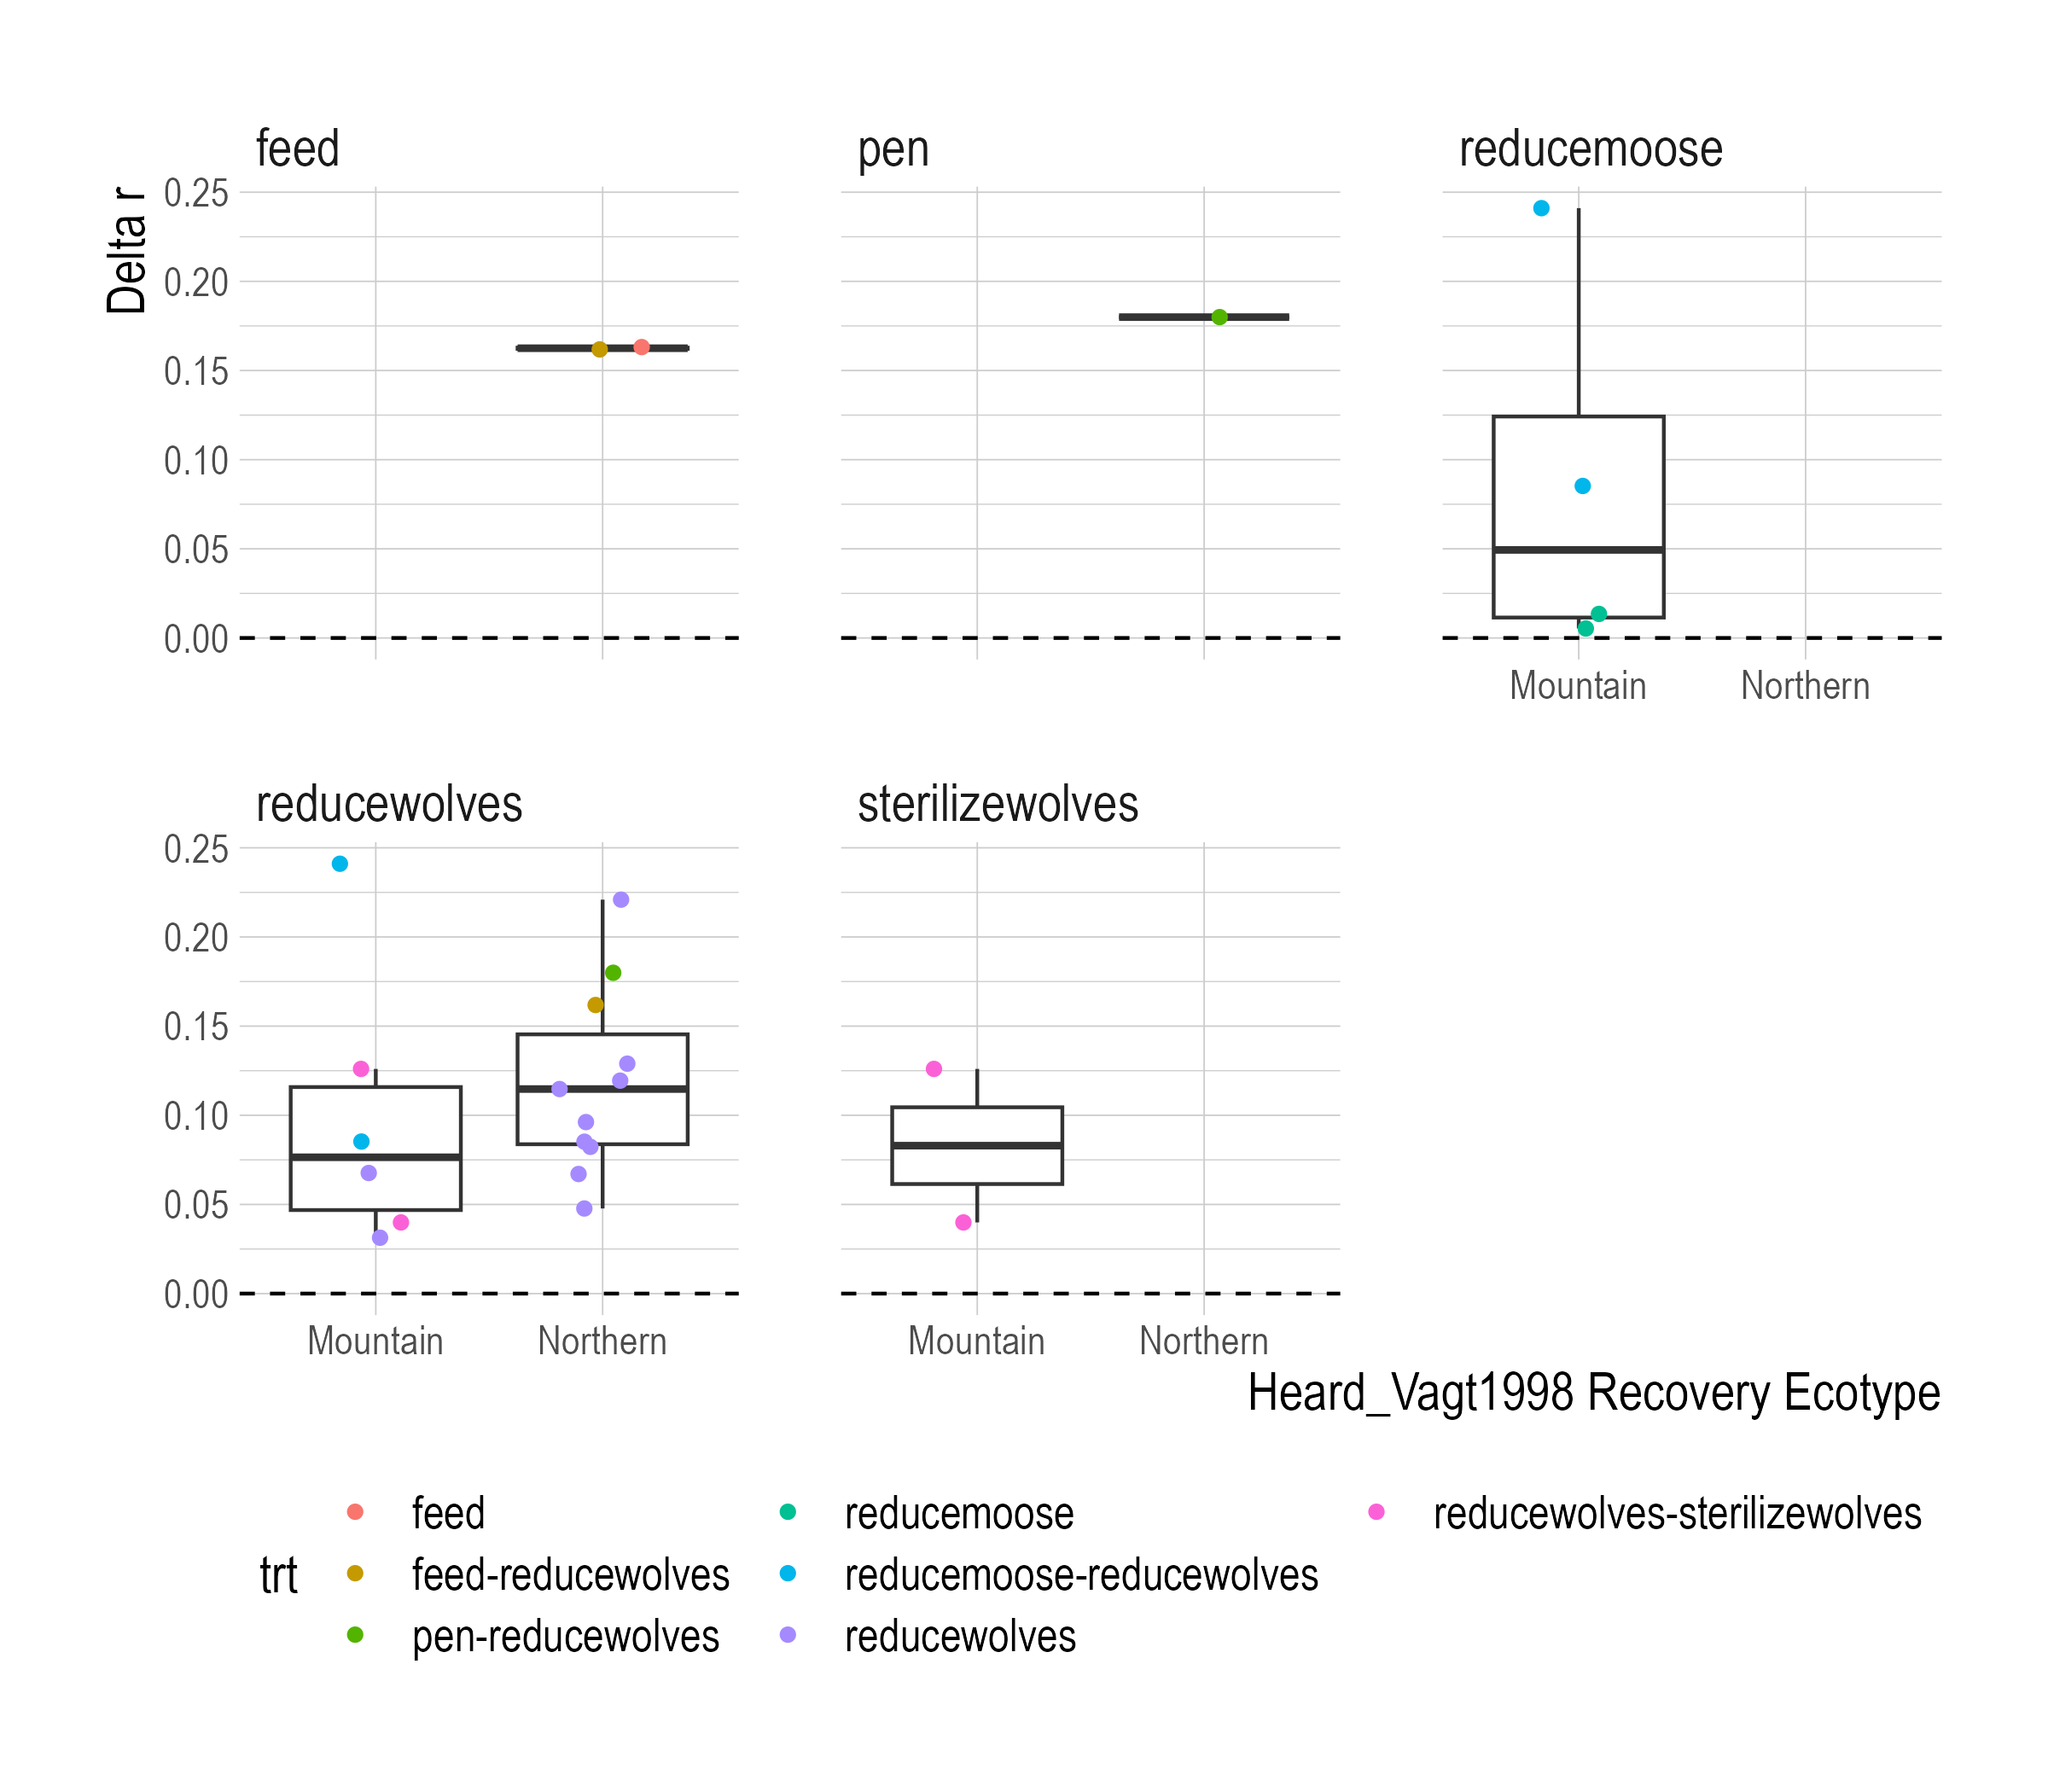 feed
pen
reducemoose
Delta r
0.25
0.20
0.15
0.10
0.05
0.00
Mountain
Northern
reducewolves
sterilizewolves
0.25
0.20
0.15
0.10
0.05
0.00
Mountain
Northern
Mountain
Northern
Heard_Vagt1998 Recovery Ecotype
trt
feed
feed-reducewolves
pen-reducewolves
reducemoose
reducemoose-reducewolves
reducewolves
reducewolves-sterilizewolves